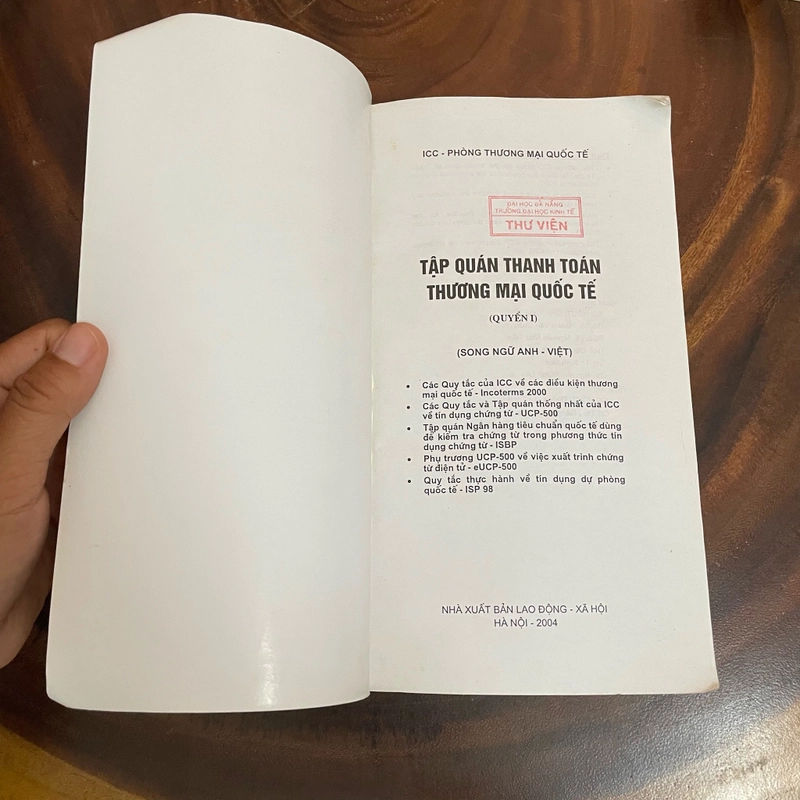 ICC - PHÒNG THƯƠNG MẠI QUỐC TẾ
ĐẠI HỌC ĐÀ NẴNG
TRƯỜNG ĐẠI HỌC KINH TẾ
THƯ VIỆN
TẬP QUÁN THANH TOÁN
THƯƠNG MẠI QUỐC TẾ
(QUYỂN I)
(SONG NGỮ ANH - VIỆT)
• Các Quy tắc của ICC về các điều kiện thương
mại quốc tế - Incoterms 2000
• Các Quy tắc và Tập quán thống nhất của ICC
về tín dụng chứng từ - UCP-500
• Tập quán Ngân hàng tiêu chuẩn quốc tế dùng
để kiểm tra chứng từ trong phương thức tín
dụng chứng từ - ISBP
• Phụ trương UCP-500 về việc xuất trình chứng
từ điện tử - eUCP-500
• Quy tắc thực hành về tín dụng dự phòng
quốc tế - ISP 98
NHÀ XUẤT BẢN LAO ĐỘNG - XÃ HỘI
HÀ NỘI - 2004